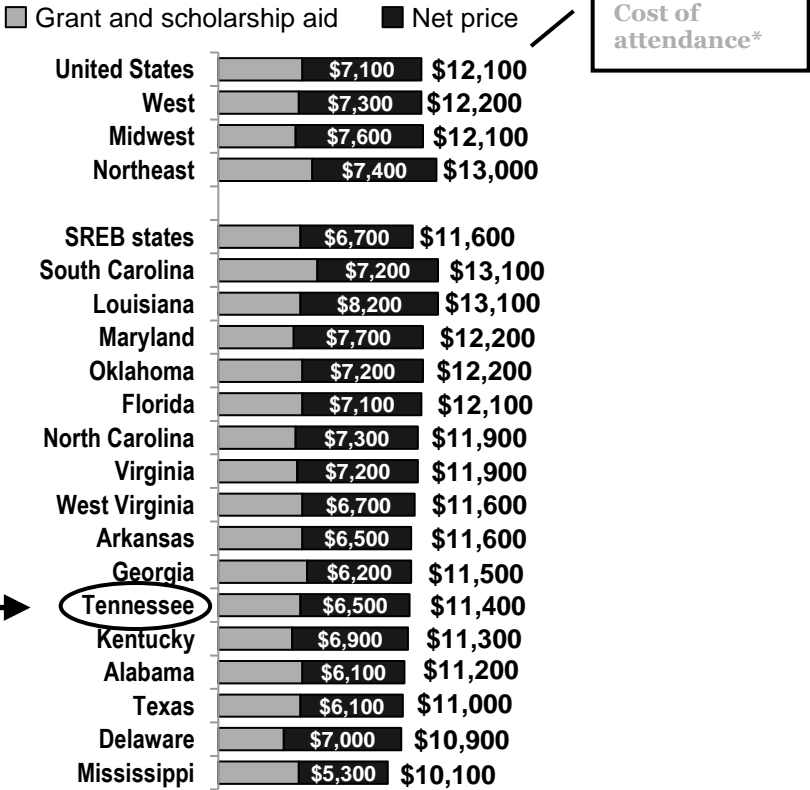 Grant and scholarship aid Net price
Cost of
attendance*
United States $7,100 $12,100
West $7,300 $12,200
Midwest $7,600 $12,100
Northeast $7,400 $13,000
SREB states $6,700 $11,600
South Carolina $7,200 $13,100
Louisiana $8,200 $13,100
Maryland $7,700 $12,200
Oklahoma $7,200 $12,200
Florida $7,100 $12,100
North Carolina $7,300 $11,900
Virginia $7,200 $11,900
West Virginia $6,700 $11,600
Arkansas $6,500 $11,600
Georgia $6,200 $11,500
Tennessee $6,500 $11,400
Kentucky $6,900 $11,300
Alabama $6,100 $11,200
Texas $6,100 $11,000
Delaware $7,000 $10,900
Mississippi $5,300 $10,100